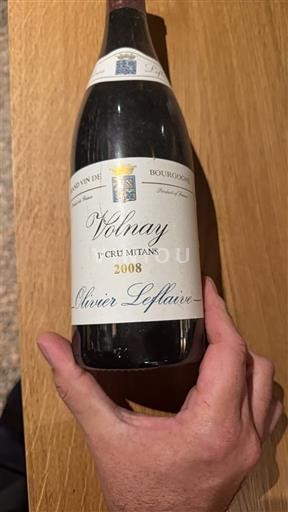 GRAND VIN DE BOURGOGNE
Product of France
Volnay
1er CRU MITANS
2008
Olivier Leflaive